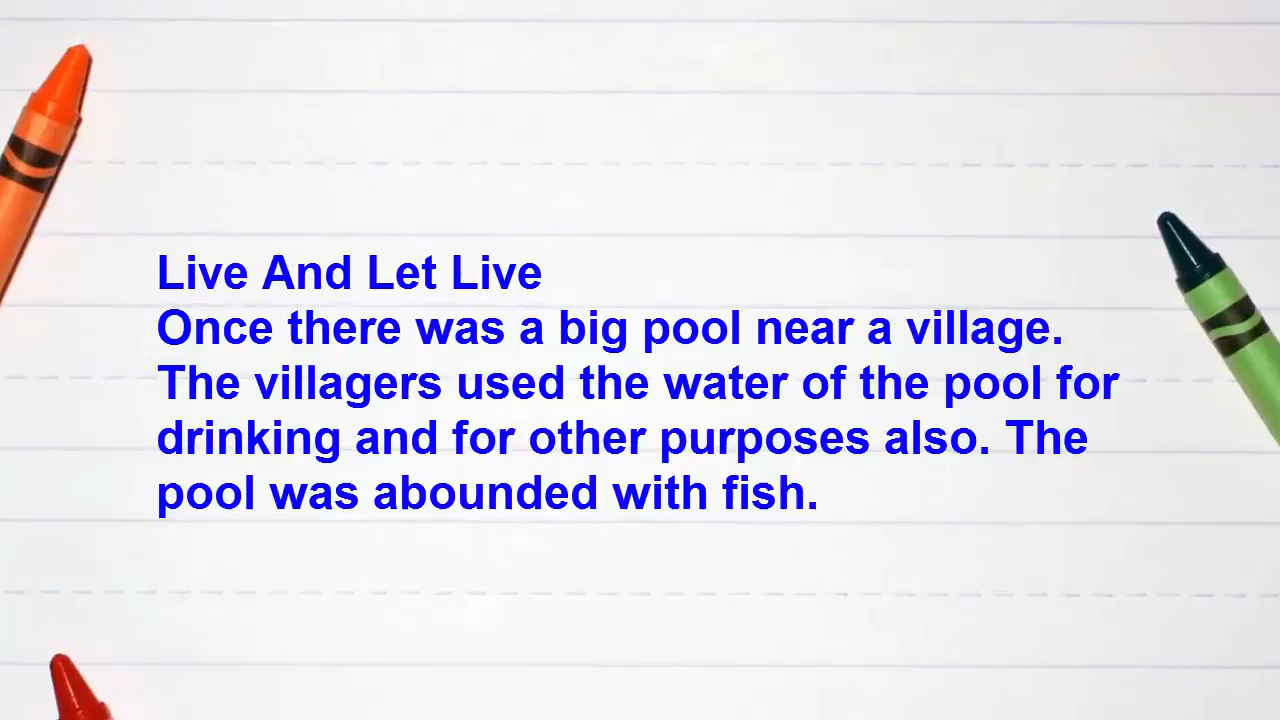 Live And Let Live
Once there was a big pool near a village.
The villagers used the water of the pool for
drinking and for other purposes also. The
pool was abounded with fish.